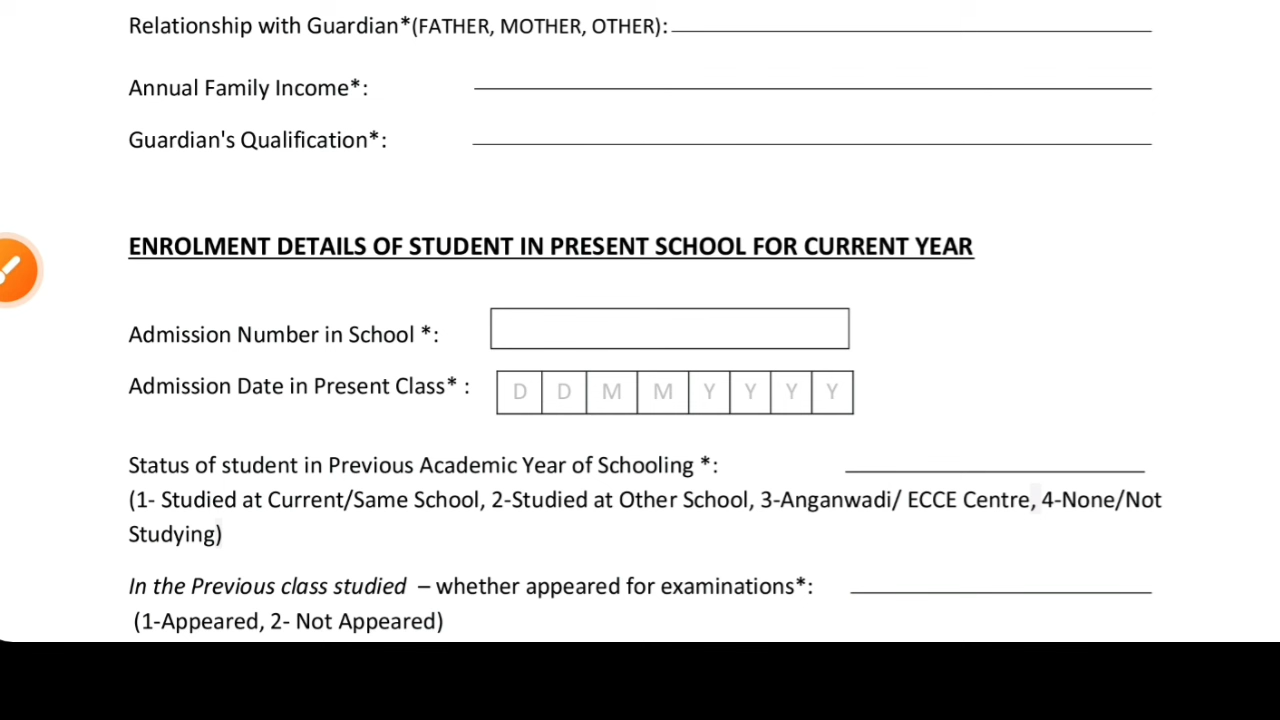 Relationship with Guardian*(FATHER, MOTHER, OTHER):
Annual Family Income*:
Guardian's Qualification*:
ENROLMENT DETAILS OF STUDENT IN PRESENT SCHOOL FOR CURRENT YEAR
Admission Number in School *:
Admission Date in Present Class* : D D M M Y Y Y Y
Status of student in Previous Academic Year of Schooling *:
(1- Studied at Current/Same School, 2-Studied at Other School, 3-Anganwadi/ ECCE Centre, 4-None/Not
Studying)
In the Previous class studied – whether appeared for examinations*:
(1-Appeared, 2- Not Appeared)